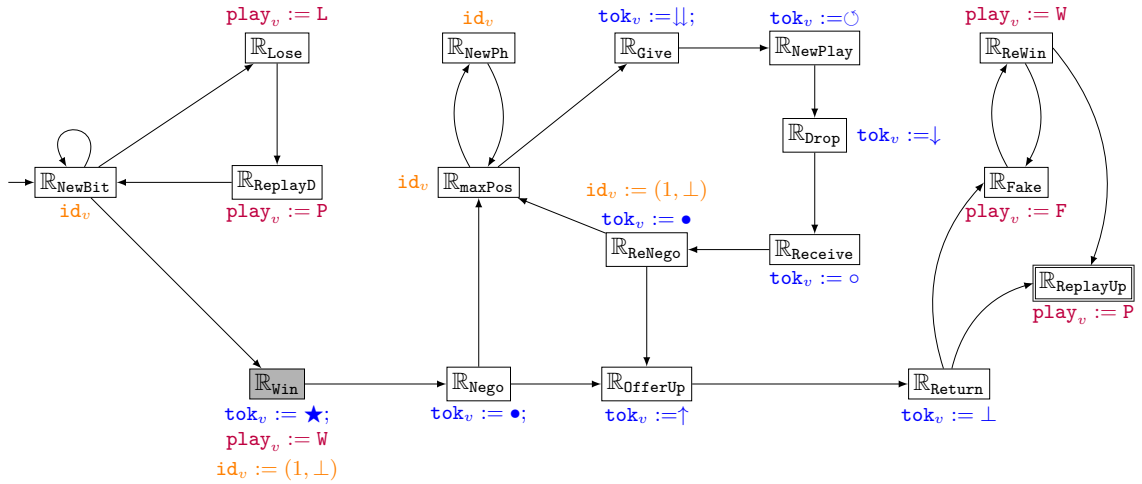 play_v := L
ℝ_Lose
ℝ_NewBit
id_v
ℝ_ReplayD
play_v := P
ℝ_Win
tok_v := ★;
play_v := W
id_v := (1, ⊥)
id_v
ℝ_NewPh
id_v
ℝ_maxPos
ℝ_Nego
tok_v := •;
tok_v :=⇊;
ℝ_Give
tok_v :=↺
ℝ_NewPlay
ℝ_Drop
tok_v :=↓
ℝ_Receive
tok_v := ∘
id_v := (1, ⊥)
tok_v := •
ℝ_ReNego
ℝ_OfferUp
tok_v :=↑
ℝ_Return
tok_v := ⊥
play_v := W
ℝ_ReWin
ℝ_Fake
play_v := F
ℝ_ReplayUp
play_v := P